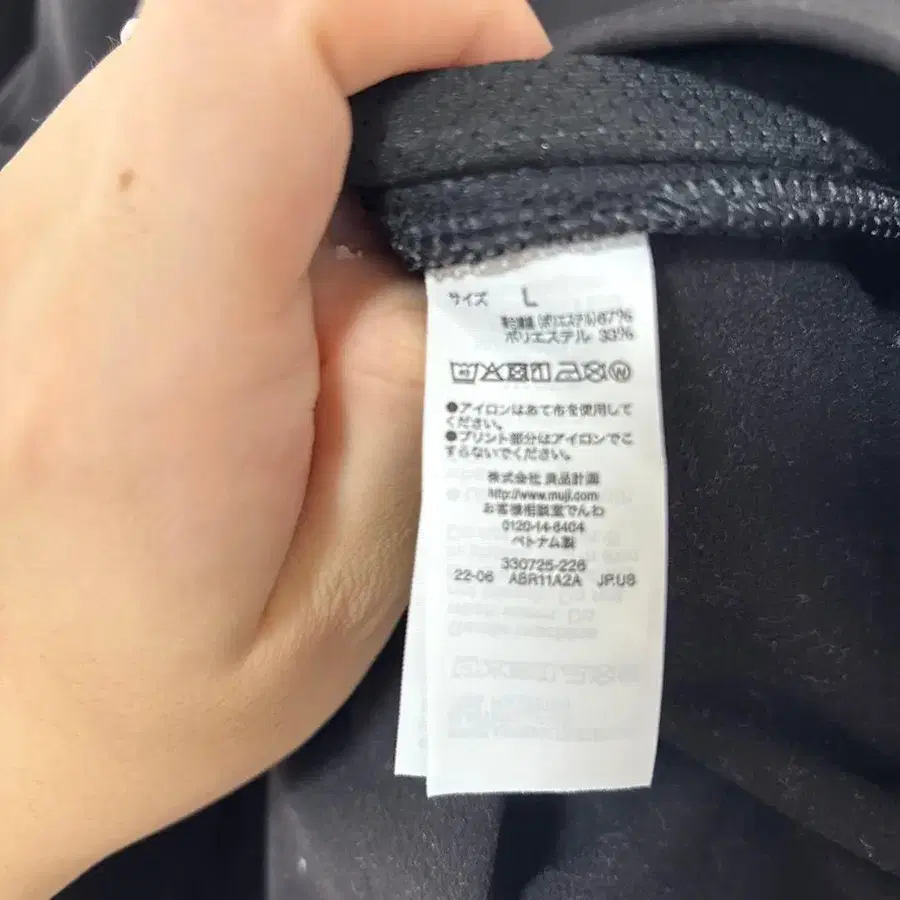 サイズ L
複合繊維(ポリエステル)67%
ポリエステル 33%
●アイロンはあて布を使用して
ください。
●プリント部分はアイロンでこ
すらないでください。
株式会社 良品計画
http://www.muji.com
お客様相談室でんわ
0120-14-6404
ベトナム製
330725-226
22-06 ABR11A2A JP.US